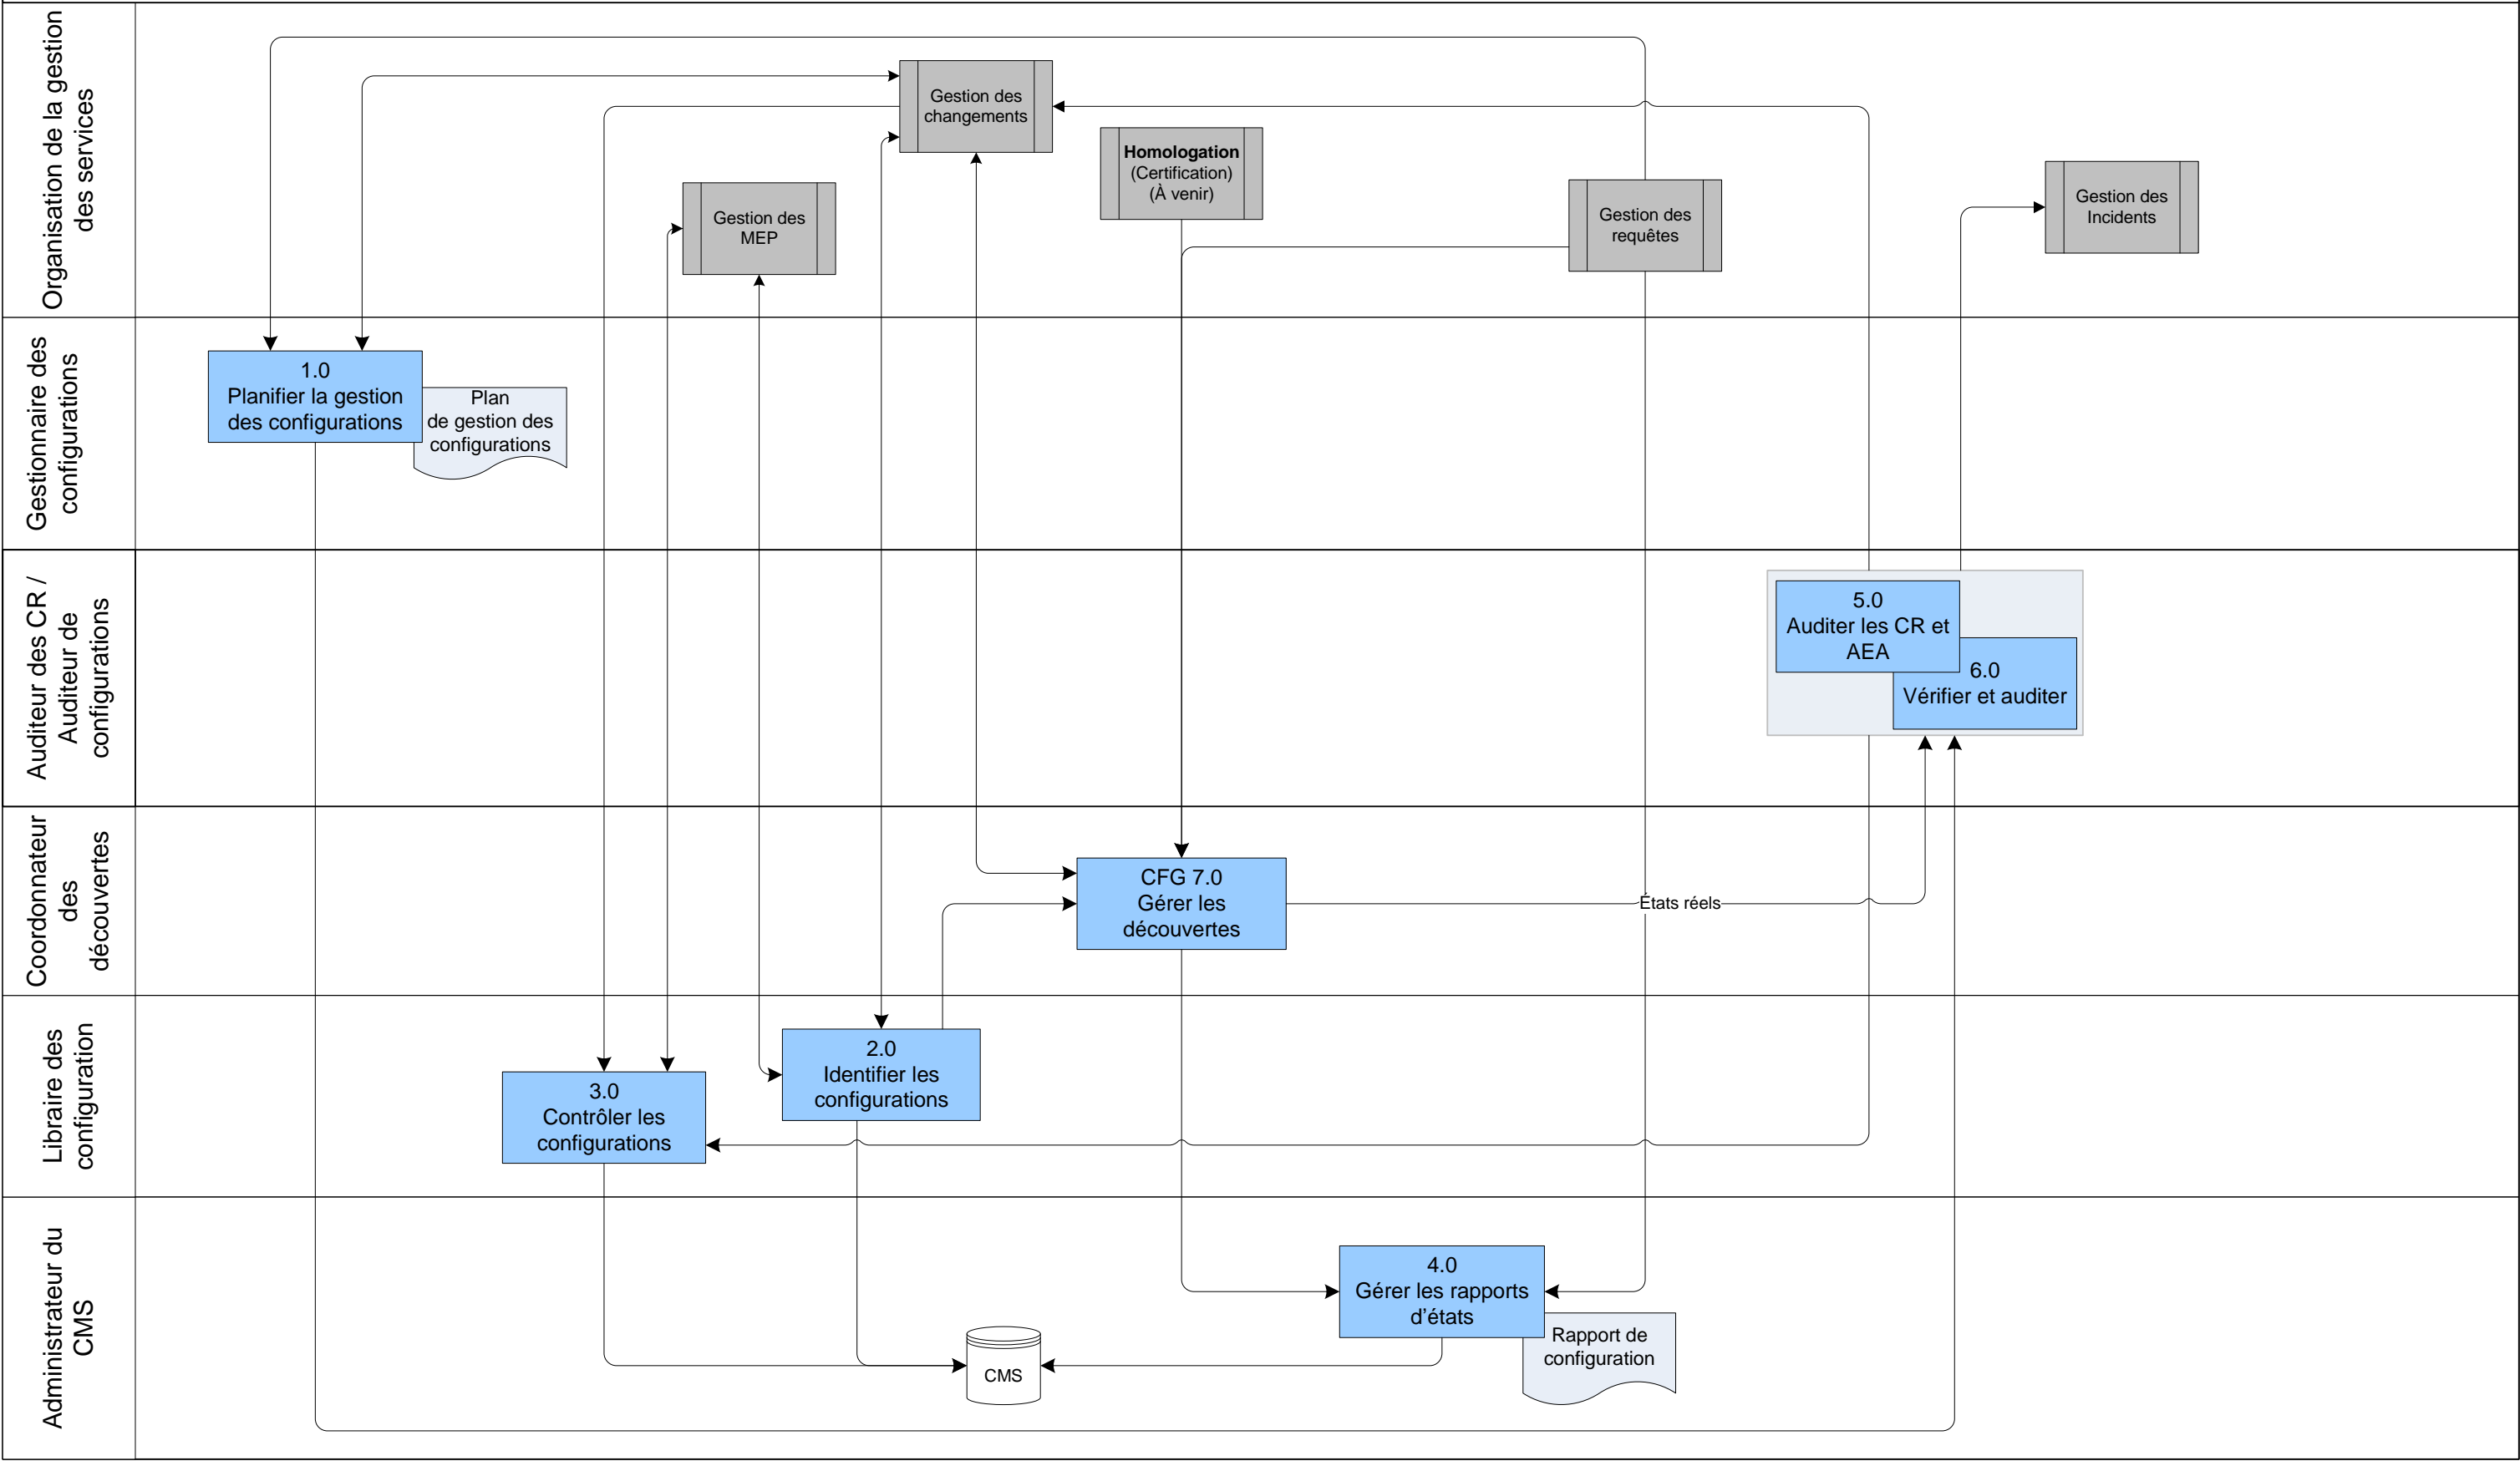 Organisation de la gestion
des services
Gestion des
changements
Homologation
(Certification)
(À venir)
Gestion des
MEP
Gestion des
requêtes
Gestion des
Incidents
Gestionnaire des
configurations
1.0
Planifier la gestion
des configurations
Plan
de gestion des
configurations
Auditeur des CR /
Auditeur de
configurations
5.0
Auditer les CR et
AEA
6.0
Vérifier et auditer
Coordonnateur
des
découvertes
CFG 7.0
Gérer les
découvertes
États réels
Libraire des
configuration
2.0
Identifier les
configurations
3.0
Contrôler les
configurations
Administrateur du
CMS
4.0
Gérer les rapports
d’états
Rapport de
configuration
CMS